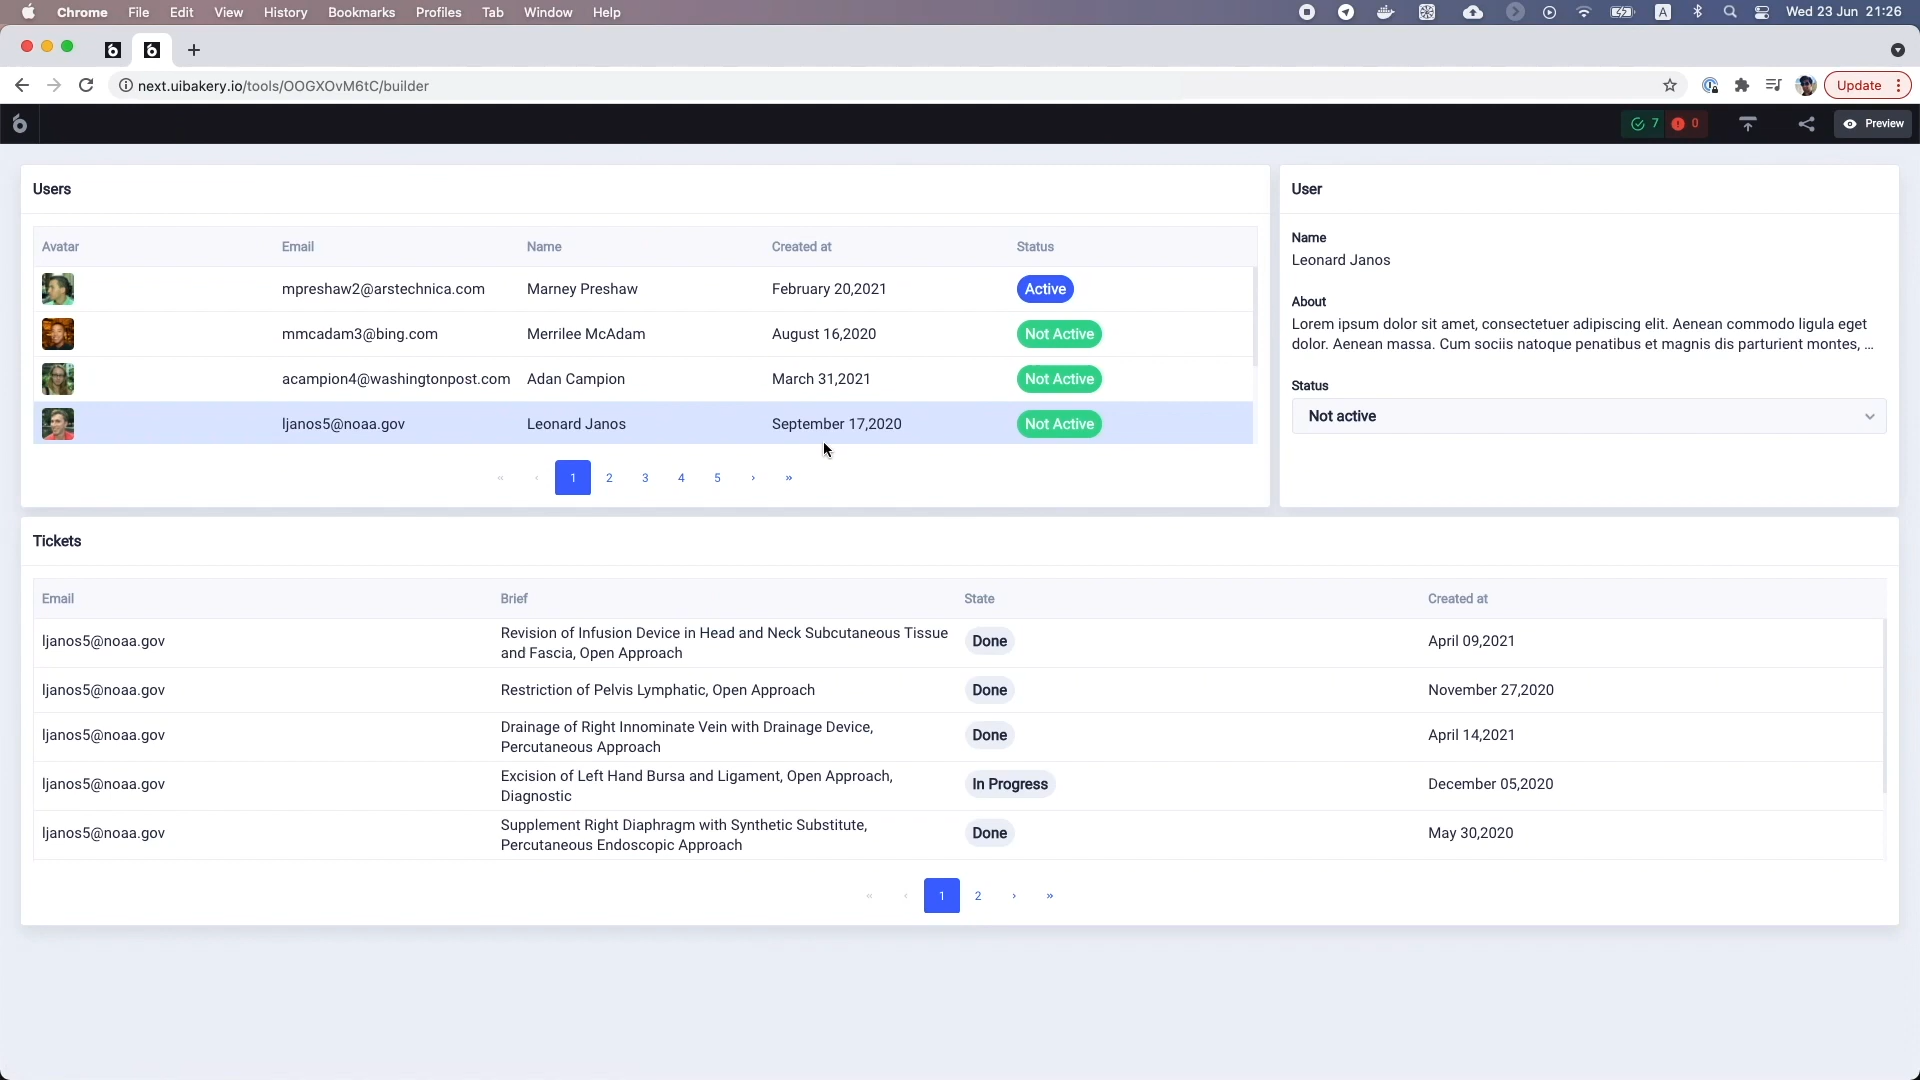 Chrome File Edit View History Bookmarks Profiles Tab Window Help A Wed 23 Jun 21:26
next.uibakery.io/tools/OOGXOvM6tC/builder Update
7 0 Preview
Users
Avatar Email Name Created at Status
mpreshaw2@arstechnica.com Marney Preshaw February 20,2021 Active
mmcadam3@bing.com Merrilee McAdam August 16,2020 Not Active
acampion4@washingtonpost.com Adan Campion March 31,2021 Not Active
ljanos5@noaa.gov Leonard Janos September 17,2020 Not Active
« ‹ 1 2 3 4 5 › »
User
Name
Leonard Janos
About
Lorem ipsum dolor sit amet, consectetuer adipiscing elit. Aenean commodo ligula eget
dolor. Aenean massa. Cum sociis natoque penatibus et magnis dis parturient montes, ...
Status
Not active
Tickets
Email Brief State Created at
ljanos5@noaa.gov Revision of Infusion Device in Head and Neck Subcutaneous Tissue
and Fascia, Open Approach Done April 09,2021
ljanos5@noaa.gov Restriction of Pelvis Lymphatic, Open Approach Done November 27,2020
ljanos5@noaa.gov Drainage of Right Innominate Vein with Drainage Device,
Percutaneous Approach Done April 14,2021
ljanos5@noaa.gov Excision of Left Hand Bursa and Ligament, Open Approach,
Diagnostic In Progress December 05,2020
ljanos5@noaa.gov Supplement Right Diaphragm with Synthetic Substitute,
Percutaneous Endoscopic Approach Done May 30,2020
« ‹ 1 2 › »